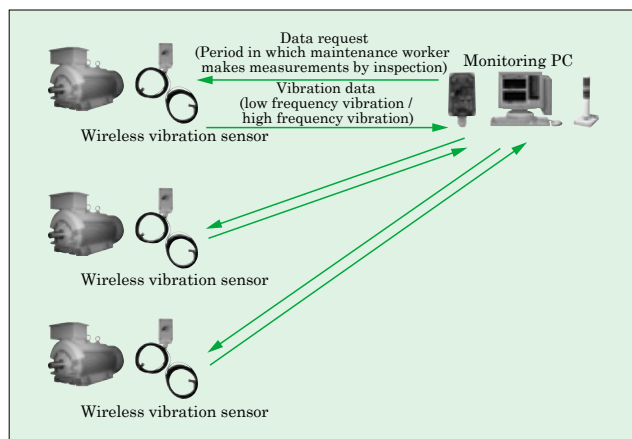 Data request
(Period in which maintenance worker
makes measurements by inspection)
Monitoring PC
Vibration data
(low frequency vibration /
high frequency vibration)
Wireless vibration sensor
Wireless vibration sensor
Wireless vibration sensor